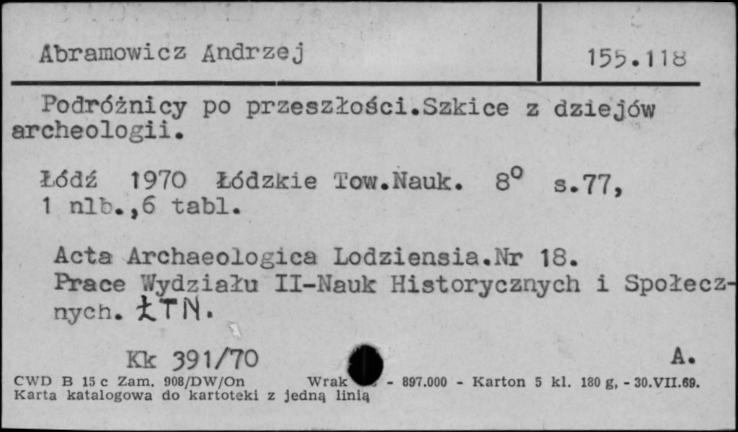 Abramowicz Andrzej
155.118
Podróżnicy po przeszłości.Szkice z dziejów
archeologii.
Łódź 1970 Łódzkie Tow.Nauk. 8° s.77,
1 nlb.,6 tabl.
Acta Archaeologica Lodziensia.Nr 18.
Prace Wydziału II-Nauk Historycznych i Społecz-
nych. ŁTN.
Kk 391/70
A.
CWD B 15 c Zam. 908/DW/On Wrak - 897.000 - Karton 5 kl. 180 g, - 30.VII.69.
Karta katalogowa do kartoteki z jedną linią